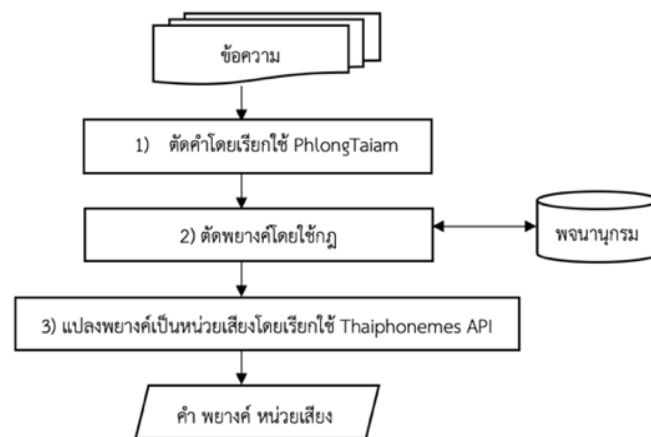 ข้อความ
1) ตัดคำโดยเรียกใช้ PhlongTaiam
2) ตัดพยางค์โดยใช้กฎ
พจนานุกรม
3) แปลงพยางค์เป็นหน่วยเสียงโดยเรียกใช้ Thaiphonemes API
คำ พยางค์ หน่วยเสียง